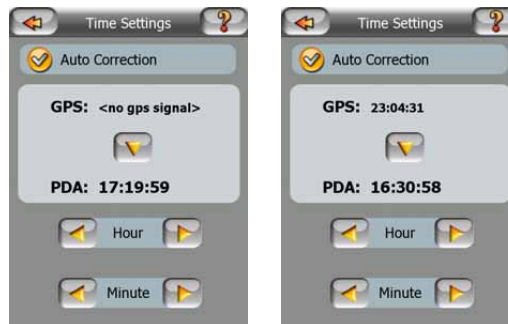 Time Settings
Auto Correction
GPS: <no gps signal>
PDA: 17:19:59
Hour
Minute
Time Settings
Auto Correction
GPS: 23:04:31
PDA: 16:30:58
Hour
Minute